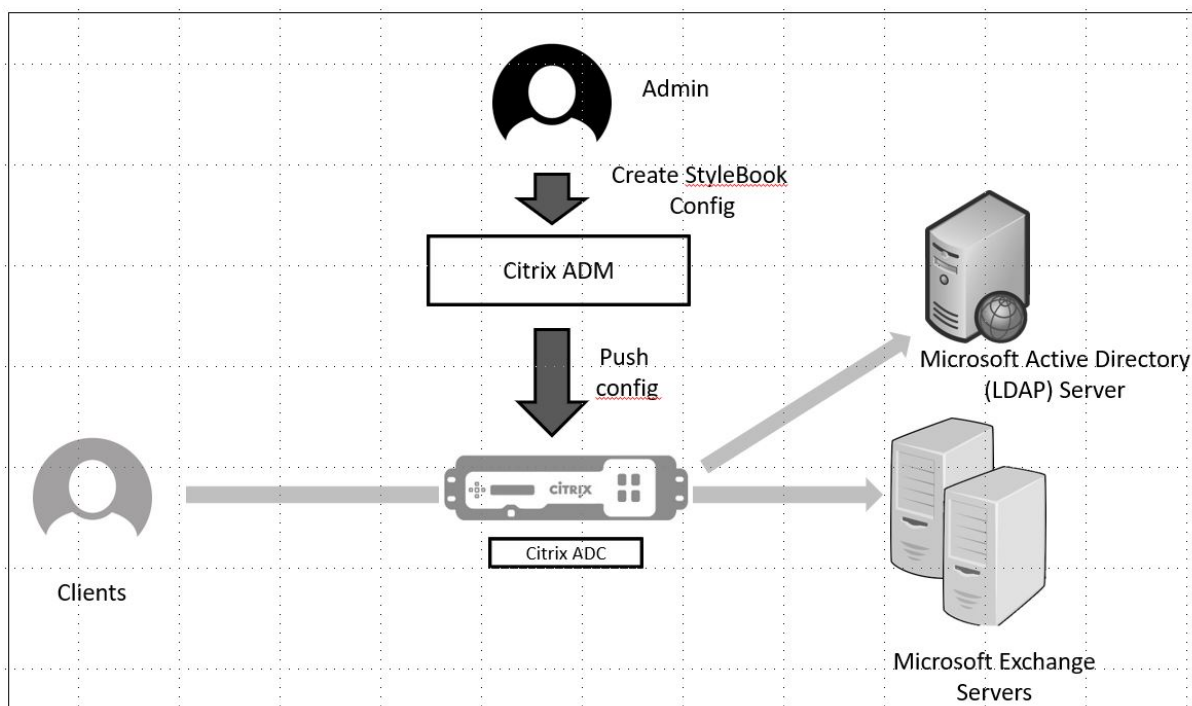 Admin
Create StyleBook
Config
Citrix ADM
Push
config
Microsoft Active Directory
(LDAP) Server
CITRIX
Citrix ADC
Clients
Microsoft Exchange
Servers